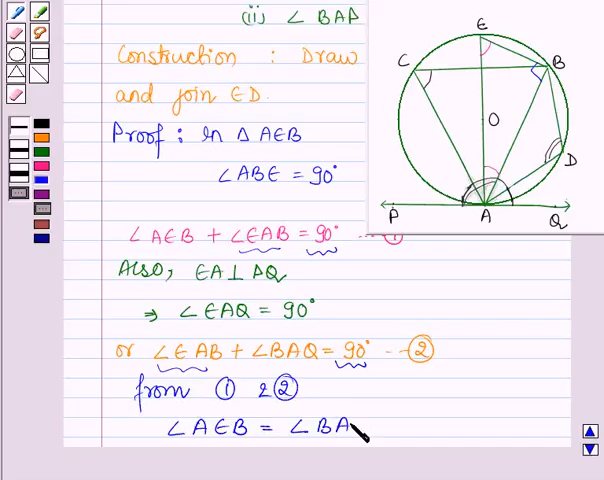 (ii) ∠ BAP
Construction : Draw
and join ED.
Proof : In △ AEB
∠ABE = 90°
∠AEB + ∠EAB = 90° --- ①
Also, EA⊥AQ
⇒ ∠EAQ = 90°
or ∠EAB + ∠BAQ = 90° -- ②
from ① & ②
∠AEB = ∠BA
E
C
B
O
D
P
A
Q